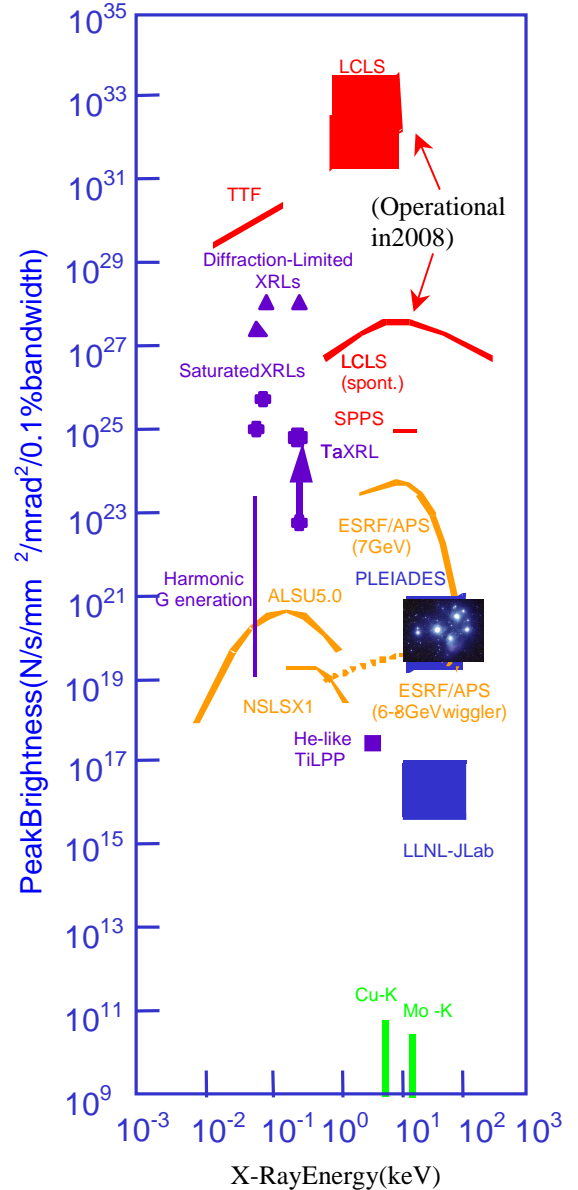 10^35
LCLS
10^33
10^31
TTF
(Operational
in2008)
10^29
Diffraction-Limited
XRLs
10^27
SaturatedXRLs
LCLS
(spont.)
10^25
SPPS
TaXRL
10^23
ESRF/APS
(7GeV)
Harmonic
G eneration
PLEIADES
10^21
ALSU5.0
10^19
NSLSX1
ESRF/APS
(6-8GeVwiggler)
He-like
TiLPP
10^17
10^15
LLNL-JLab
10^13
Cu-K
Mo -K
10^11
10^9
10^-3 10^-2 10^-1 10^0 10^1 10^2 10^3
X-RayEnergy(keV)
PeakBrightness(N/s/mm ^2/mrad^2/0.1%bandwidth)